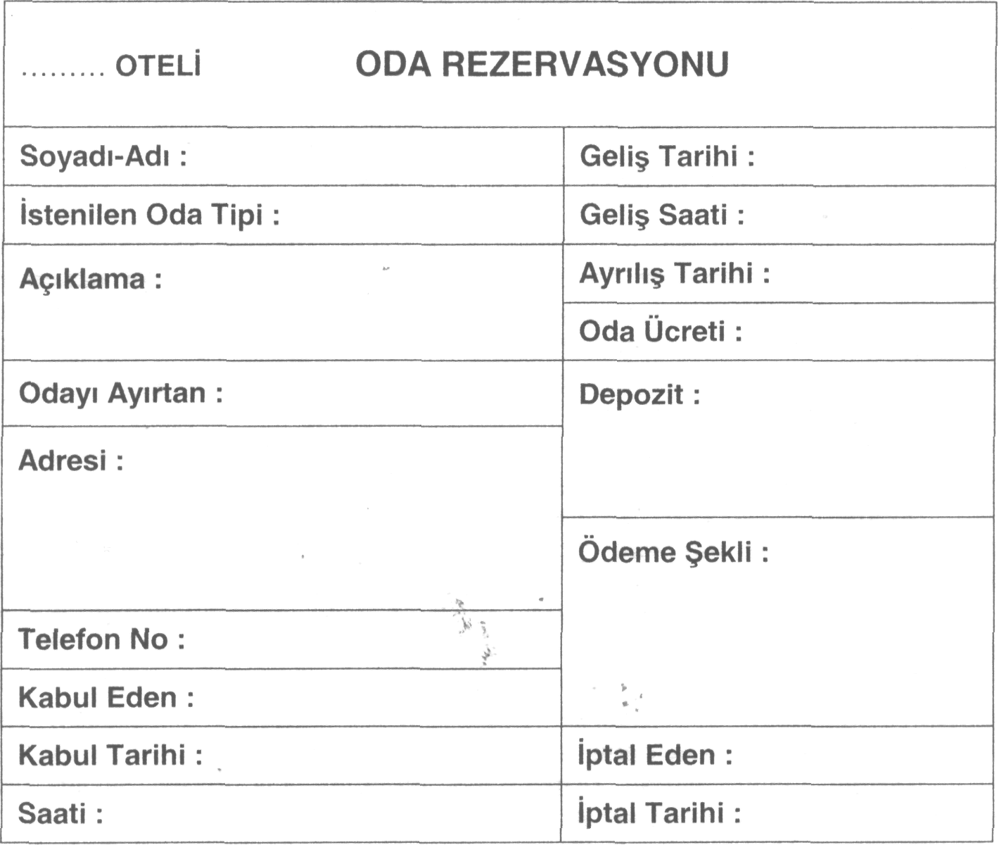 ......... OTELİ ODA REZERVASYONU
Soyadı-Adı :
Geliş Tarihi :
İstenilen Oda Tipi :
Geliş Saati :
Açıklama :
Ayrılış Tarihi :
Oda Ücreti :
Odayı Ayırtan :
Depozit :
Adresi :
Ödeme Şekli :
Telefon No :
Kabul Eden :
Kabul Tarihi :
İptal Eden :
Saati :
İptal Tarihi :